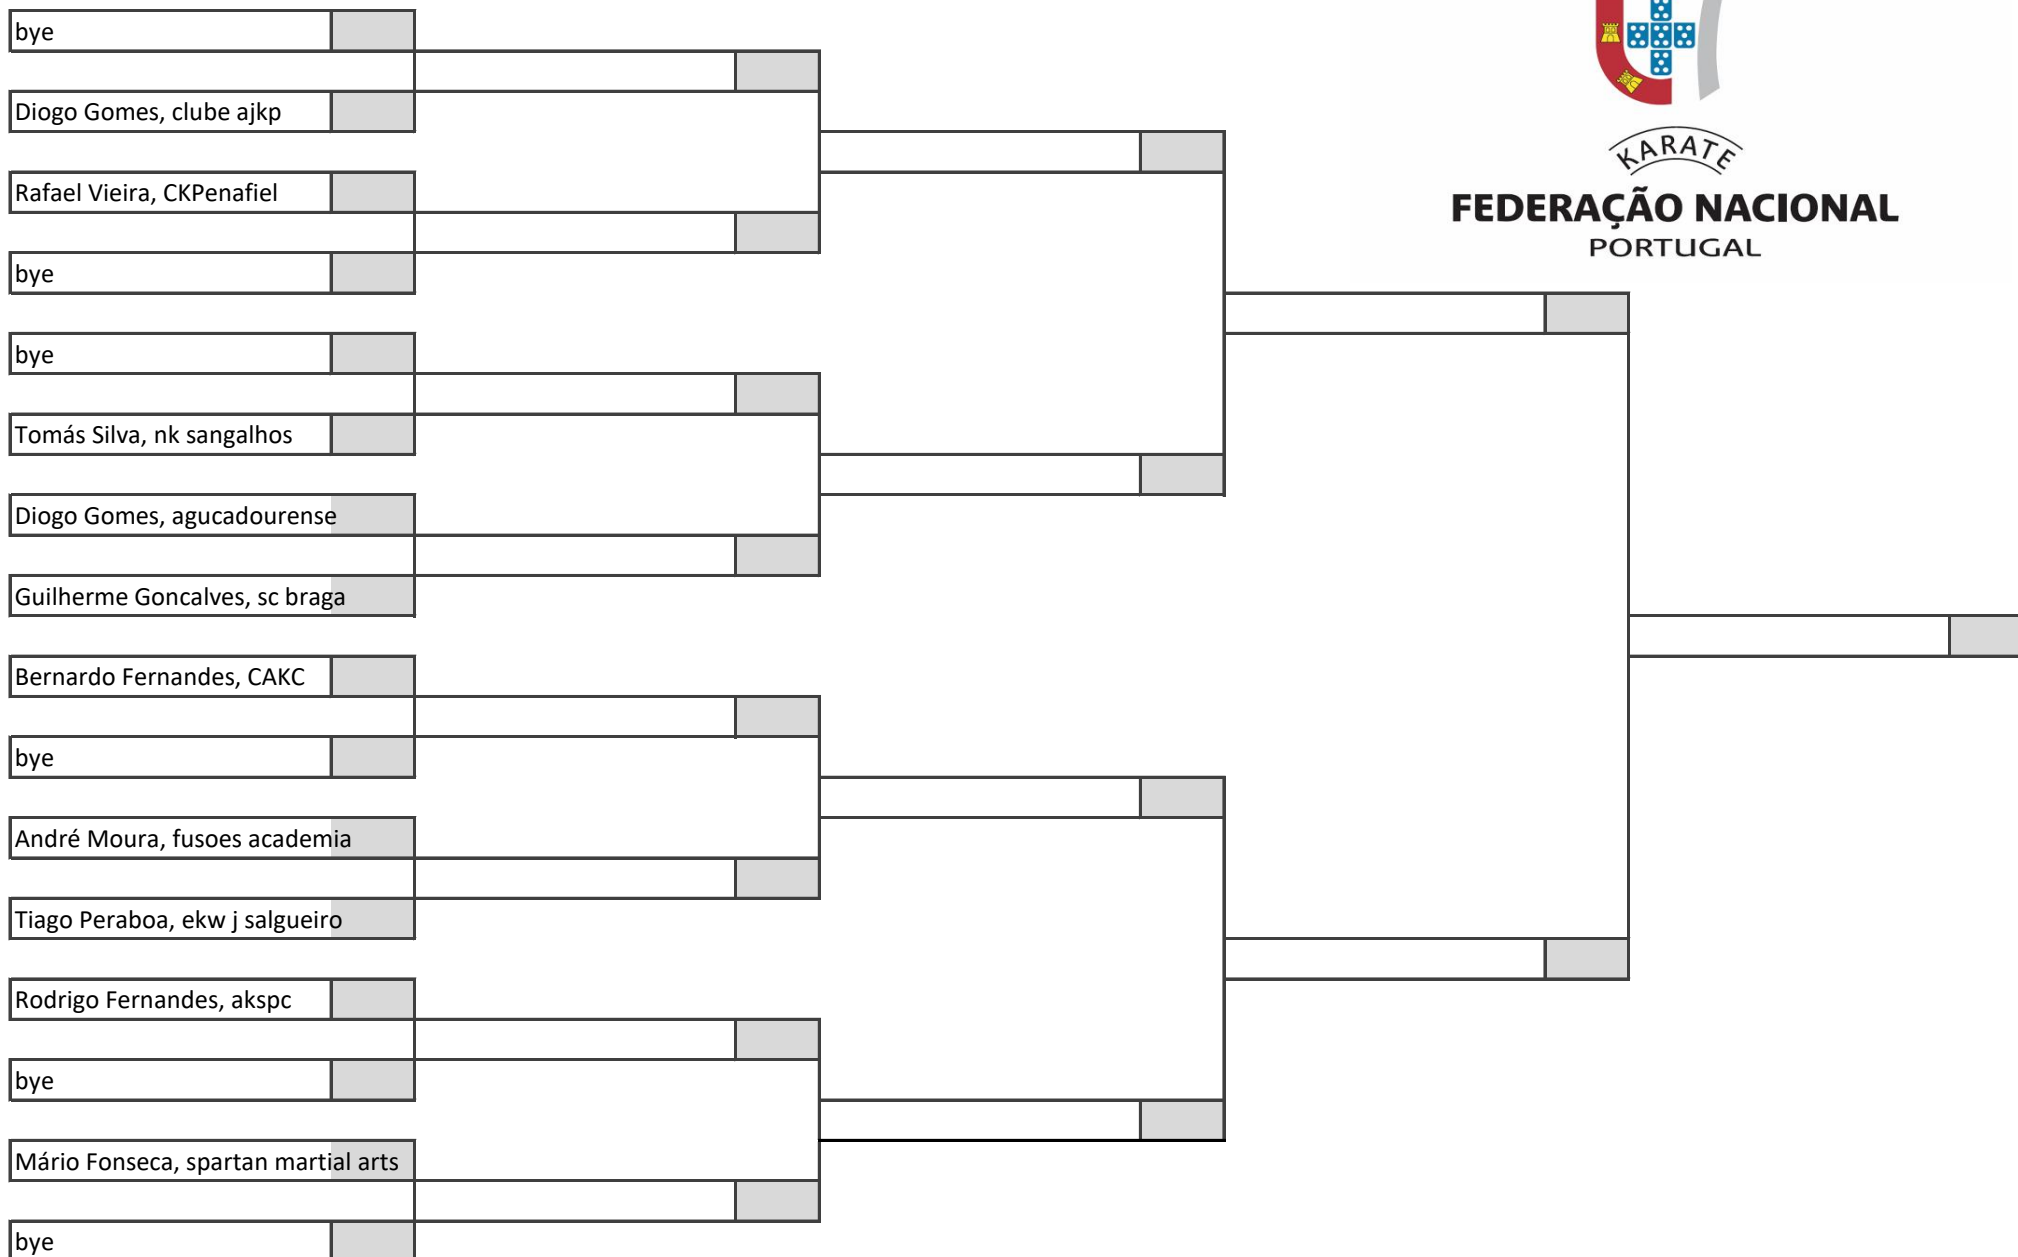 bye
Diogo Gomes, clube ajkp
Rafael Vieira, CKPenafiel
bye
bye
Tomás Silva, nk sangalhos
Diogo Gomes, agucadourense
Guilherme Goncalves, sc braga
Bernardo Fernandes, CAKC
bye
André Moura, fusoes academia
Tiago Peraboa, ekw j salgueiro
Rodrigo Fernandes, akspc
bye
Mário Fonseca, spartan martial arts
bye
KARATE
FEDERAÇÃO NACIONAL
PORTUGAL